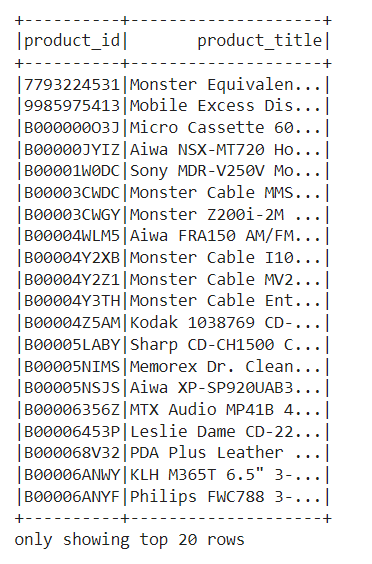 +----------+--------------------+
|product_id|       product_title|
+----------+--------------------+
|7793224531|Monster Equivalen...|
|9985975413|Mobile Excess Dis...|
|B00000O3J|Micro Cassette 60...|
|B00000JYIZ|Aiwa NSX-MT720 Ho...|
|B00001W0DC|Sony MDR-V250V Mo...|
|B00003CWDC|Monster Cable MMS...|
|B00003CWGY|Monster Z200i-2M ...|
|B00004WLM5|Aiwa FRA150 AM/FM...|
|B00004Y2XB|Monster Cable I10...|
|B00004Y2Z1|Monster Cable MV2...|
|B00004Y3TH|Monster Cable Ent...|
|B00004Z5AM|Kodak 1038769 CD-...|
|B00005LABY|Sharp CD-CH1500 C...|
|B00005NIMS|Memorex Dr. Clean...|
|B00005NSJS|Aiwa XP-SP920UAB3...|
|B00006356Z|MTX Audio MP41B 4...|
|B00006453P|Leslie Dame CD-22...|
|B000068V32|PDA Plus Leather ...|
|B00006ANWY|KLH M365T 6.5" 3-...|
|B00006ANYF|Philips FWC788 3-...|
+----------+--------------------+
only showing top 20 rows